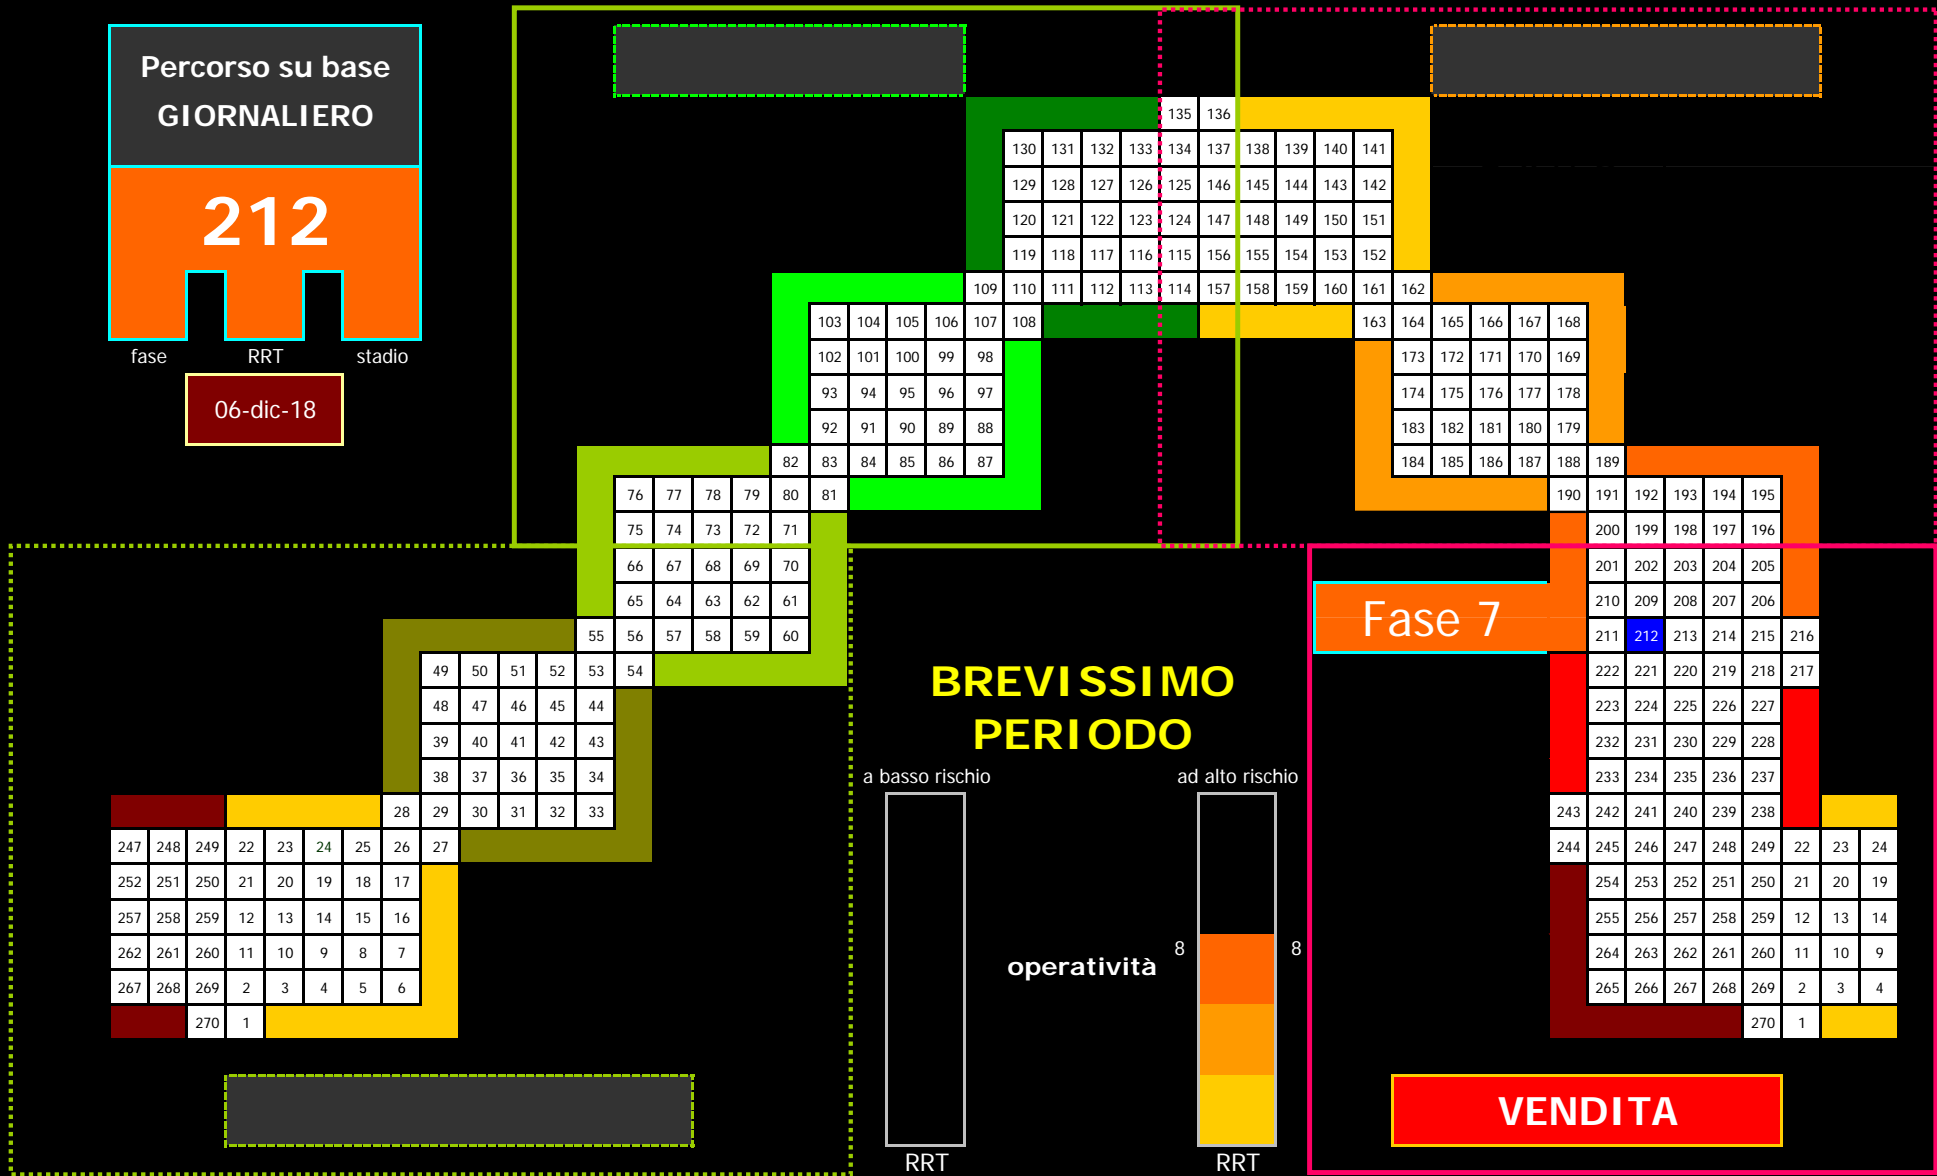 Percorso su base
GIORNALIERO
212
fase RRT stadio
06-dic-18
135 136
130 131 132 133 134 137 138 139 140 141
129 128 127 126 125 146 145 144 143 142
120 121 122 123 124 147 148 149 150 151
119 118 117 116 115 156 155 154 153 152
109 110 111 112 113 114 157 158 159 160 161 162
103 104 105 106 107 108 163 164 165 166 167 168
102 101 100 99 98 173 172 171 170 169
93 94 95 96 97 174 175 176 177 178
92 91 90 89 88 183 182 181 180 179
82 83 84 85 86 87 184 185 186 187 188 189
76 77 78 79 80 81 190 191 192 193 194 195
75 74 73 72 71 200 199 198 197 196
66 67 68 69 70 201 202 203 204 205
65 64 63 62 61 210 209 208 207 206
Fase 7
55 56 57 58 59 60 211 212 213 214 215 216
49 50 51 52 53 54 222 221 220 219 218 217
BREVISSIMO
PERIODO
48 47 46 45 44 223 224 225 226 227
39 40 41 42 43 232 231 230 229 228
a basso rischio ad alto rischio
38 37 36 35 34 233 234 235 236 237
28 29 30 31 32 33 243 242 241 240 239 238
247 248 249 22 23 24 25 26 27 244 245 246 247 248 249 22 23 24
252 251 250 21 20 19 18 17 254 253 252 251 250 21 20 19
257 258 259 12 13 14 15 16 255 256 257 258 259 12 13 14
262 261 260 11 10 9 8 7 8 8 264 263 262 261 260 11 10 9
operatività
267 268 269 2 3 4 5 6 265 266 267 268 269 2 3 4
270 1 270 1
VENDITA
RRT RRT